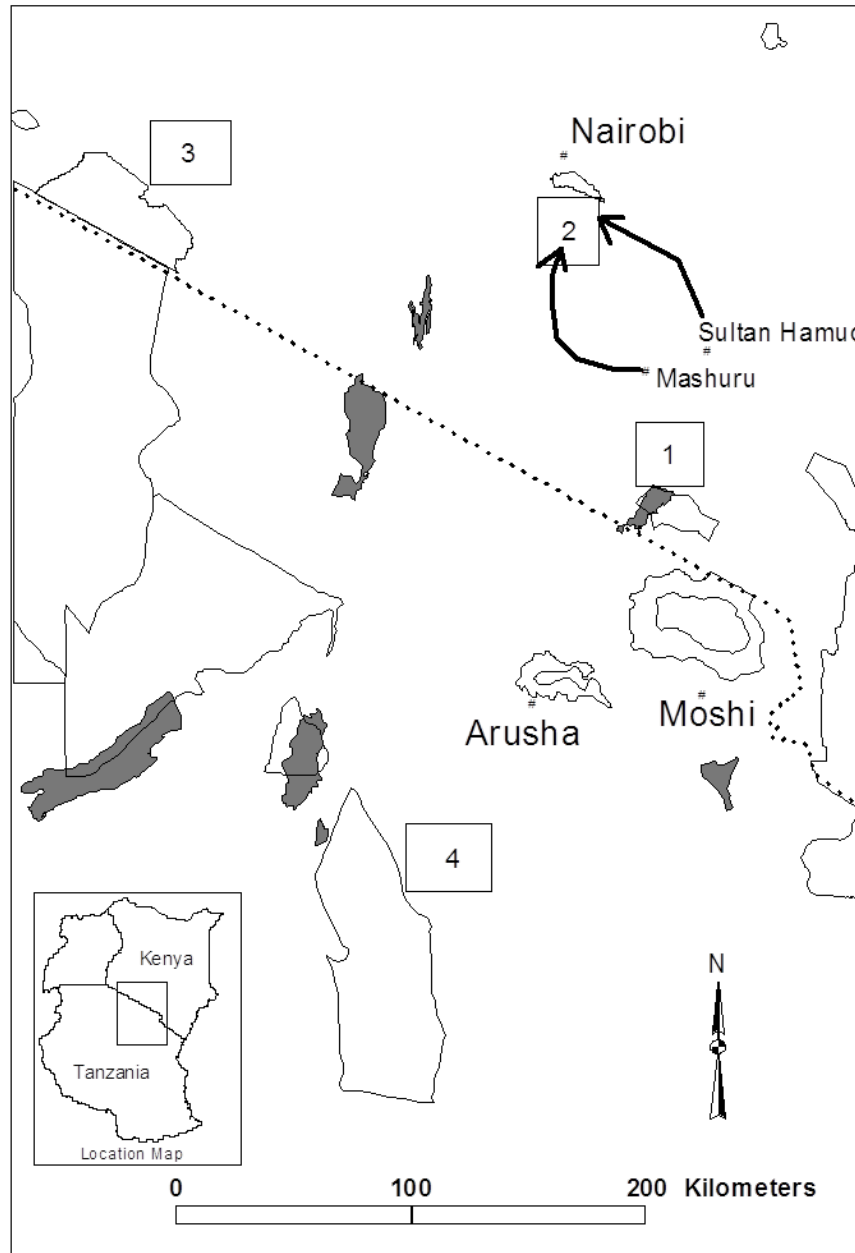 Nairobi
3
2
Sultan Hamud
Mashuru
1
Arusha
Moshi
4
N
Kenya
Tanzania
Location Map
0
100
200
Kilometers